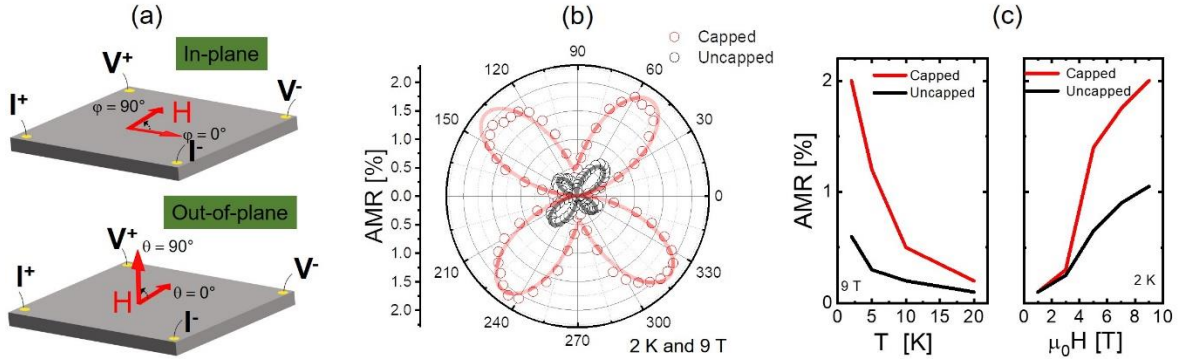 (a)
In-plane
V⁺
V⁻
I⁺
φ = 90°
H
φ = 0°
I⁻
Out-of-plane
V⁺
θ = 90°
V⁻
I⁺
H
θ = 0°
I⁻
(b)
Capped
Uncapped
AMR [%]
2.0
1.5
1.0
0.5
0.0
0.5
1.0
1.5
2.0
90
60
30
0
330
300
270
240
210
150
120
2 K and 9 T
(c)
Capped
Uncapped
AMR [%]
2
1
0
9 T
0 5 10 15 20
T [K]
Capped
Uncapped
2 K
0 2 4 6 8 10
μ₀H [T]